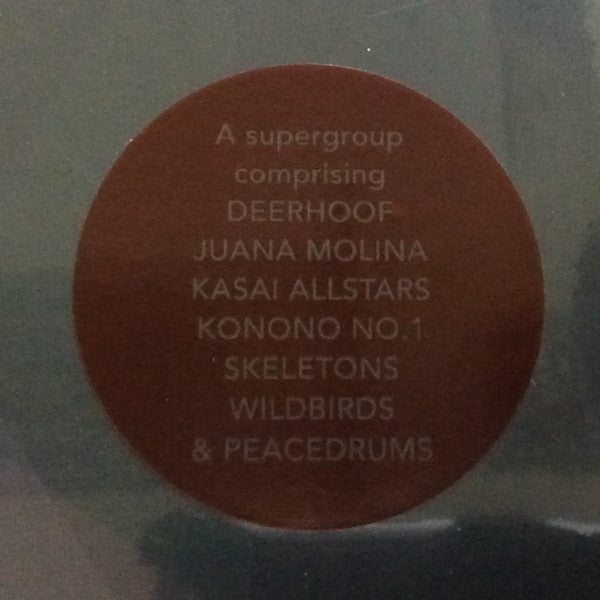 A supergroup
comprising
DEERHOOF
JUANA MOLINA
KASAI ALLSTARS
KONONO NO.1
SKELETONS
WILDBIRDS
& PEACEDRUMS